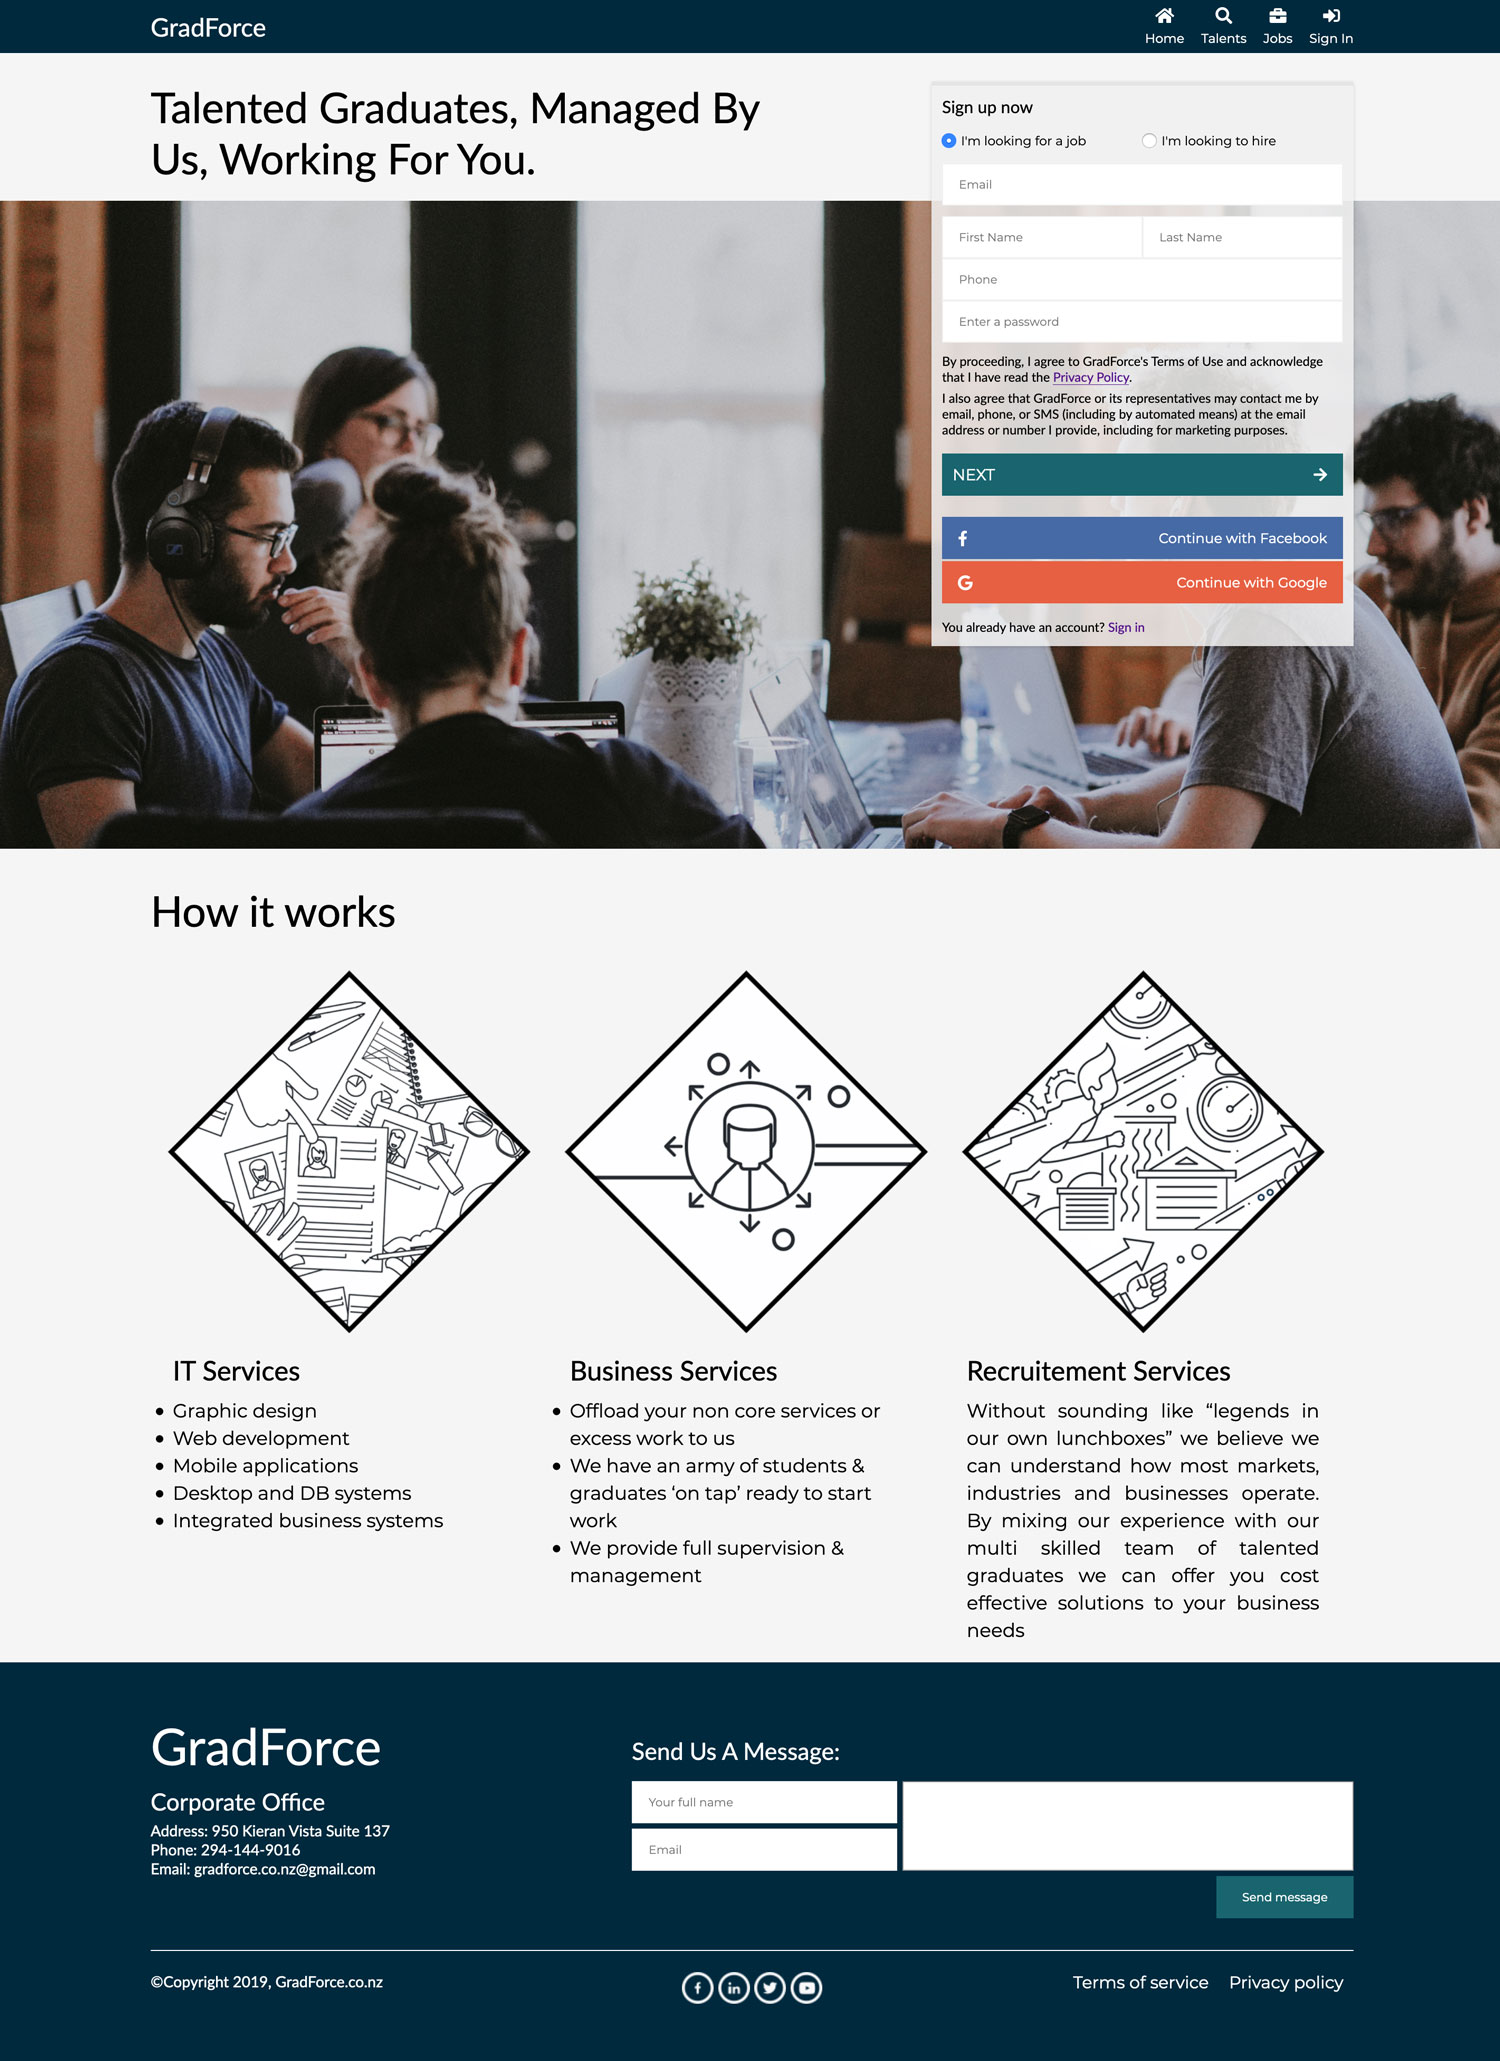 GradForce
Home Talents Jobs Sign In
Talented Graduates, Managed By
Us, Working For You.
Sign up now
I'm looking for a job I'm looking to hire
Email
First Name Last Name
Phone
Enter a password
By proceeding, I agree to GradForce's Terms of Use and acknowledge
that I have read the Privacy Policy.
I also agree that GradForce or its representatives may contact me by
email, phone, or SMS (including by automated means) at the email
address or number I provide, including for marketing purposes.
NEXT
Continue with Facebook
Continue with Google
You already have an account? Sign in
How it works
IT Services
Graphic design
Web development
Mobile applications
Desktop and DB systems
Integrated business systems
Business Services
Offload your non core services or
excess work to us
We have an army of students &
graduates ‘on tap’ ready to start
work
We provide full supervision &
management
Recruitement Services
Without sounding like “legends in
our own lunchboxes” we believe we
can understand how most markets,
industries and businesses operate.
By mixing our experience with our
multi skilled team of talented
graduates we can offer you cost
effective solutions to your business
needs
GradForce
Corporate Office
Address: 950 Kieran Vista Suite 137
Phone: 294-144-9016
Email: gradforce.co.nz@gmail.com
Send Us A Message:
Your full name
Email
Send message
©Copyright 2019, GradForce.co.nz
Terms of service Privacy policy